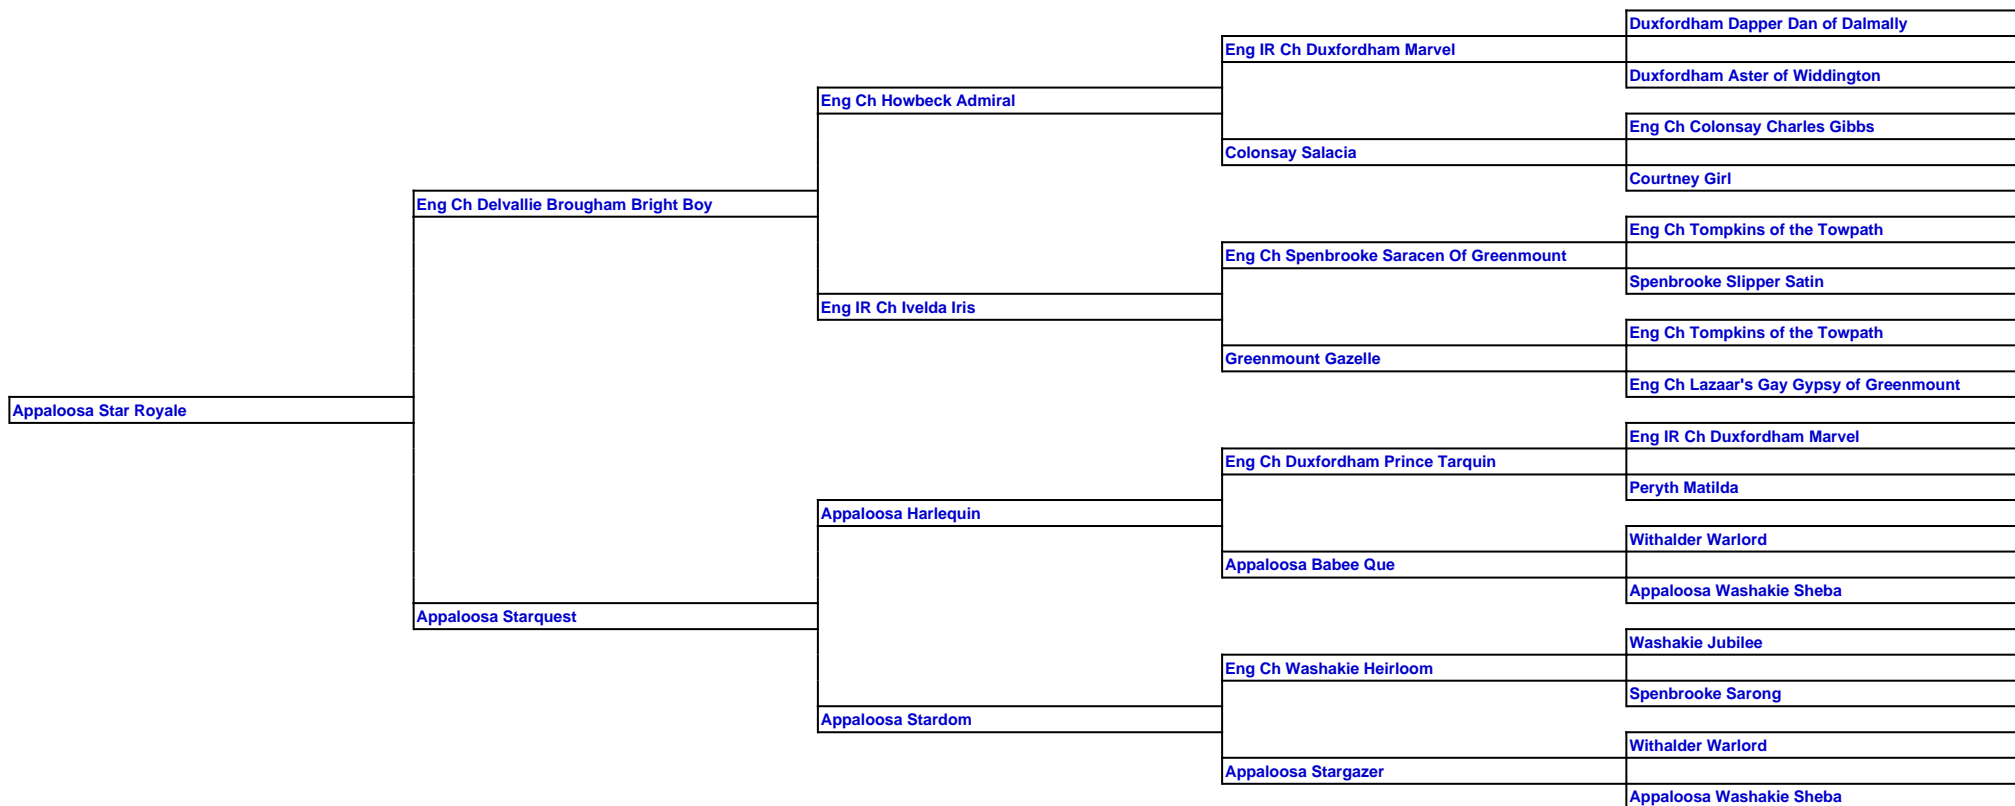 Duxfordham Dapper Dan of Dalmally
Eng IR Ch Duxfordham Marvel
Duxfordham Aster of Widdington
Eng Ch Howbeck Admiral
Eng Ch Colonsay Charles Gibbs
Colonsay Salacia
Courtney Girl
Eng Ch Delvallie Brougham Bright Boy
Eng Ch Tompkins of the Towpath
Eng Ch Spenbrooke Saracen Of Greenmount
Spenbrooke Slipper Satin
Eng IR Ch Ivelda Iris
Eng Ch Tompkins of the Towpath
Greenmount Gazelle
Eng Ch Lazaar's Gay Gypsy of Greenmount
Appaloosa Star Royale
Eng IR Ch Duxfordham Marvel
Eng Ch Duxfordham Prince Tarquin
Peryth Matilda
Appaloosa Harlequin
Withalder Warlord
Appaloosa Babee Que
Appaloosa Washakie Sheba
Appaloosa Starquest
Washakie Jubilee
Eng Ch Washakie Heirloom
Spenbrooke Sarong
Appaloosa Stardom
Withalder Warlord
Appaloosa Stargazer
Appaloosa Washakie Sheba